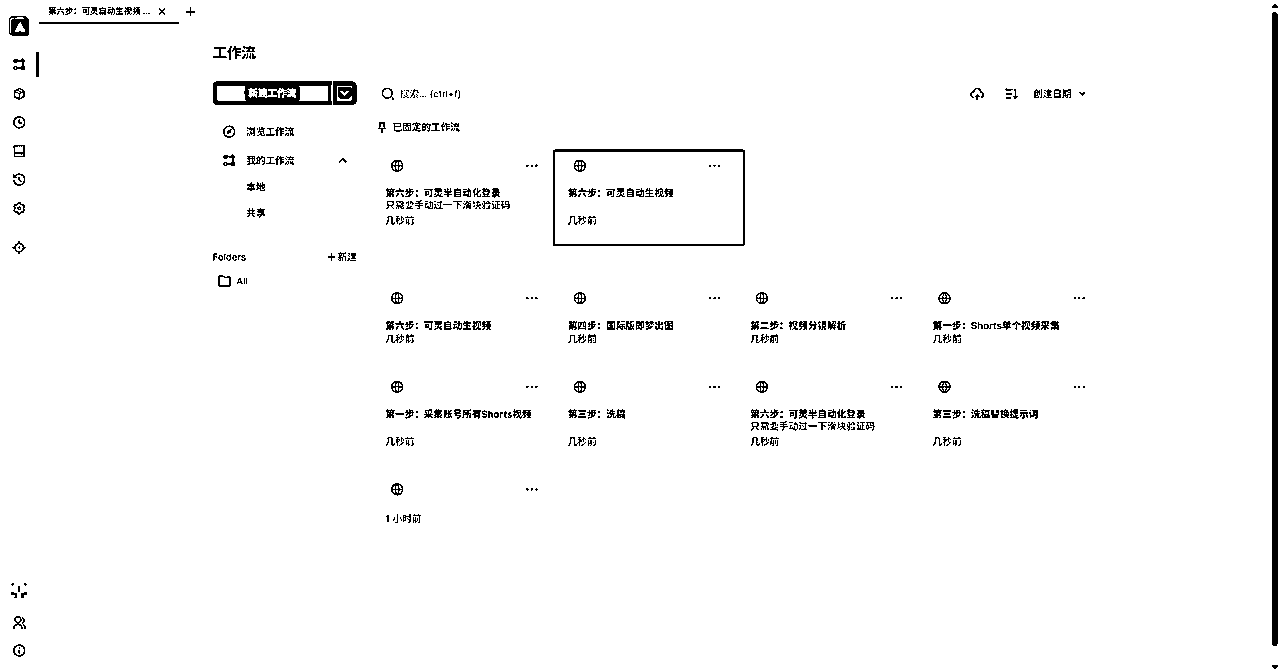 第六步：可灵自动生视频 ...
工作流
新建工作流
搜索... (ctrl+f)
创建日期
浏览工作流
已固定的工作流
我的工作流
本地
共享
第六步：可灵半自动化登录
只需要手动过一下滑块验证码
几秒前
第六步：可灵自动生视频
几秒前
Folders
+ 新建
All
第六步：可灵自动生视频
几秒前
第四步：国际版即梦出图
几秒前
第二步：视频分镜解析
几秒前
第一步：Shorts单个视频采集
几秒前
第一步：采集账号所有Shorts视频
几秒前
第三步：洗稿
几秒前
第六步：可灵半自动化登录
只需要手动过一下滑块验证码
几秒前
第三步：洗稿替换提示词
几秒前
1 小时前